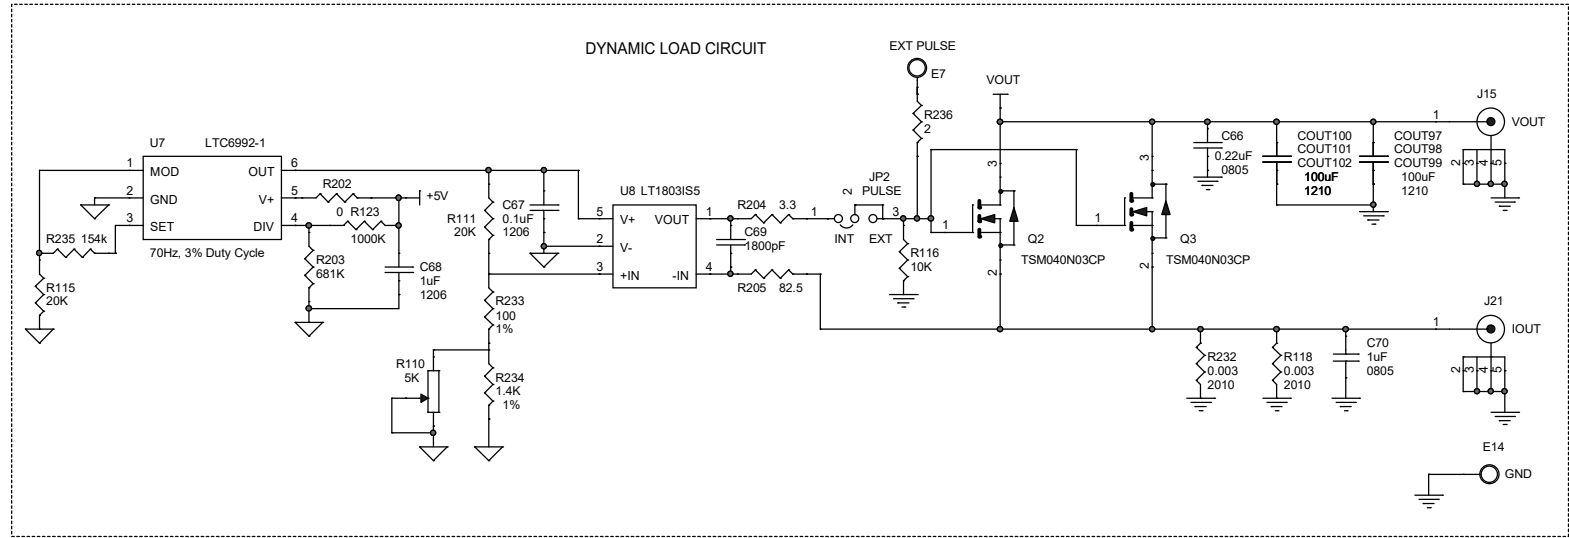 DYNAMIC LOAD CIRCUIT
EXT PULSE
E7
VOUT
R236
2
J15
1
VOUT
2
3
4
5
U7
LTC6992-1
1
MOD
OUT
6
2
GND
V+
5
3
SET
DIV
4
70Hz, 3% Duty Cycle
R235
154k
R115
20K
R202
0
+5V
R123
1000K
R203
681K
C68
1uF
1206
R111
20K
C67
0.1uF
1206
U8
LT1803IS5
5
V+
VOUT
1
2
V-
3
+IN
-IN
4
R204
3.3
C69
1800pF
R205
82.5
JP2
PULSE
1
2
3
INT
EXT
R116
10K
3
1
Q2
2
TSM040N03CP
3
1
Q3
2
TSM040N03CP
C66
0.22uF
0805
COUT100
COUT101
COUT102
100uF
1210
COUT97
COUT98
COUT99
100uF
1210
R233
100
1%
R110
5K
R234
1.4K
1%
R232
0.003
2010
R118
0.003
2010
C70
1uF
0805
J21
1
IOUT
2
3
4
5
E14
GND